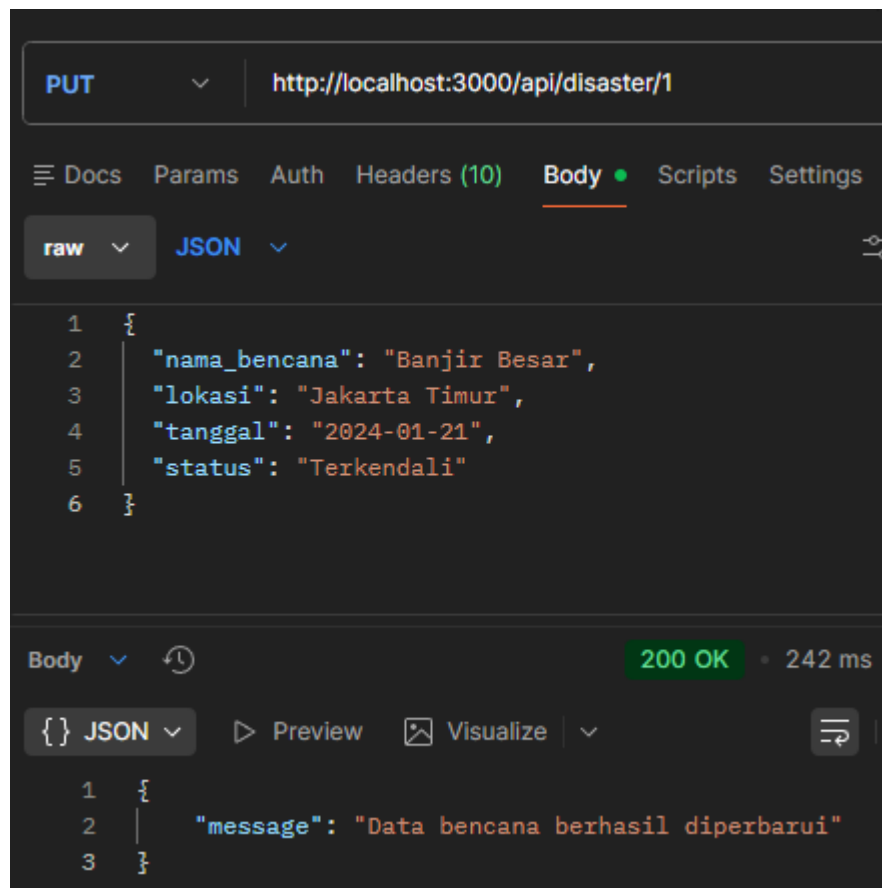 PUT http://localhost:3000/api/disaster/1
Docs Params Auth Headers (10) Body Scripts Settings
raw JSON
1 {
2 "nama_bencana": "Banjir Besar",
3 "lokasi": "Jakarta Timur",
4 "tanggal": "2024-01-21",
5 "status": "Terkendali"
6 }
Body 200 OK • 242 ms
{} JSON Preview Visualize
1 {
2 "message": "Data bencana berhasil diperbarui"
3 }